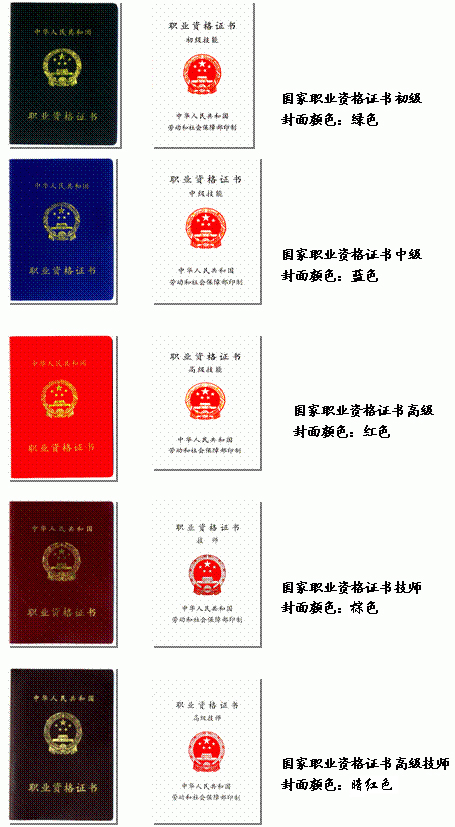 中华人民共和国
职业资格证书
职业资格证书
初级技能
中华人民共和国
劳动和社会保障部印制
国家职业资格证书初级
封面颜色：绿色
中华人民共和国
职业资格证书
职业资格证书
中级技能
中华人民共和国
劳动和社会保障部印制
国家职业资格证书中级
封面颜色：蓝色
中华人民共和国
职业资格证书
职业资格证书
高级技能
中华人民共和国
劳动和社会保障部印制
国家职业资格证书高级
封面颜色：红色
中华人民共和国
职业资格证书
职业资格证书
技 师
中华人民共和国
劳动和社会保障部印制
国家职业资格证书技师
封面颜色：棕色
中华人民共和国
职业资格证书
职业资格证书
高级技师
中华人民共和国
劳动和社会保障部印制
国家职业资格证书高级技师
封面颜色：暗红色